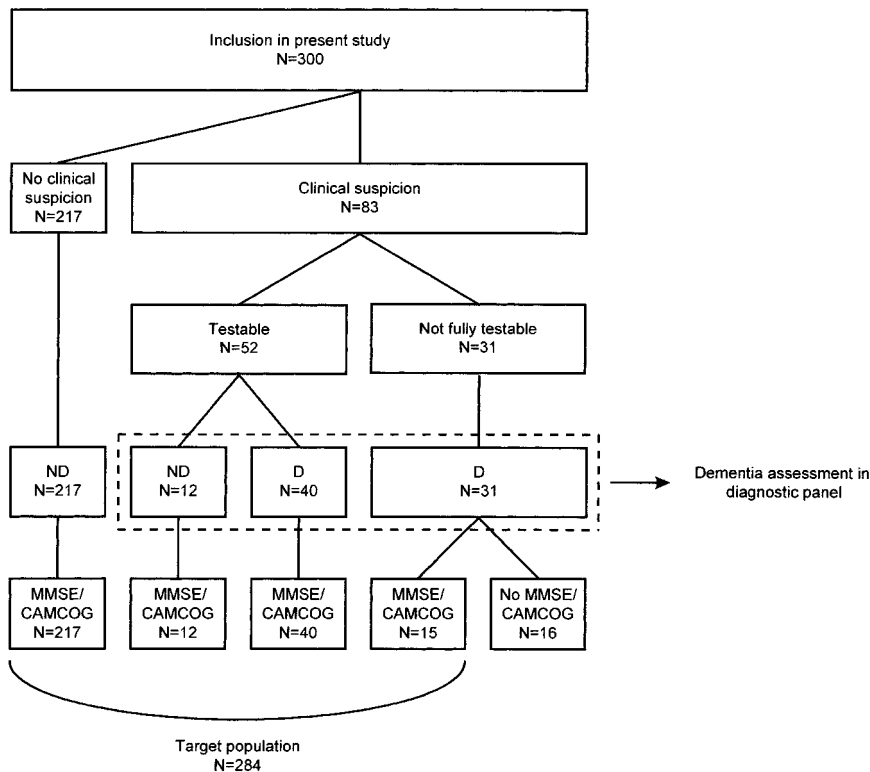 Inclusion in present study
N=300
No clinical
suspicion
N=217
Clinical suspicion
N=83
Testable
N=52
Not fully testable
N=31
ND
N=217
ND
N=12
D
N=40
D
N=31
Dementia assessment in
diagnostic panel
MMSE/
CAMCOG
N=217
MMSE/
CAMCOG
N=12
MMSE/
CAMCOG
N=40
MMSE/
CAMCOG
N=15
No MMSE/
CAMCOG
N=16
Target population
N=284